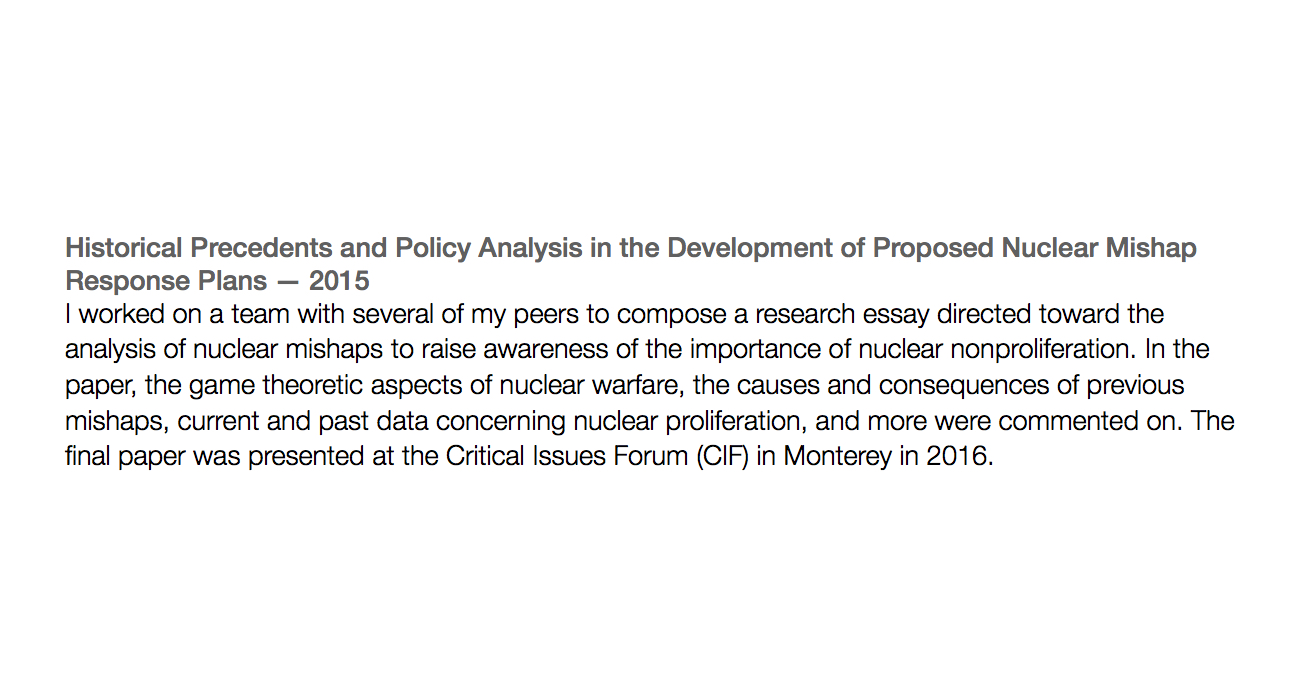 Historical Precedents and Policy Analysis in the Development of Proposed Nuclear Mishap
Response Plans — 2015
I worked on a team with several of my peers to compose a research essay directed toward the
analysis of nuclear mishaps to raise awareness of the importance of nuclear nonproliferation. In the
paper, the game theoretic aspects of nuclear warfare, the causes and consequences of previous
mishaps, current and past data concerning nuclear proliferation, and more were commented on. The
final paper was presented at the Critical Issues Forum (CIF) in Monterey in 2016.